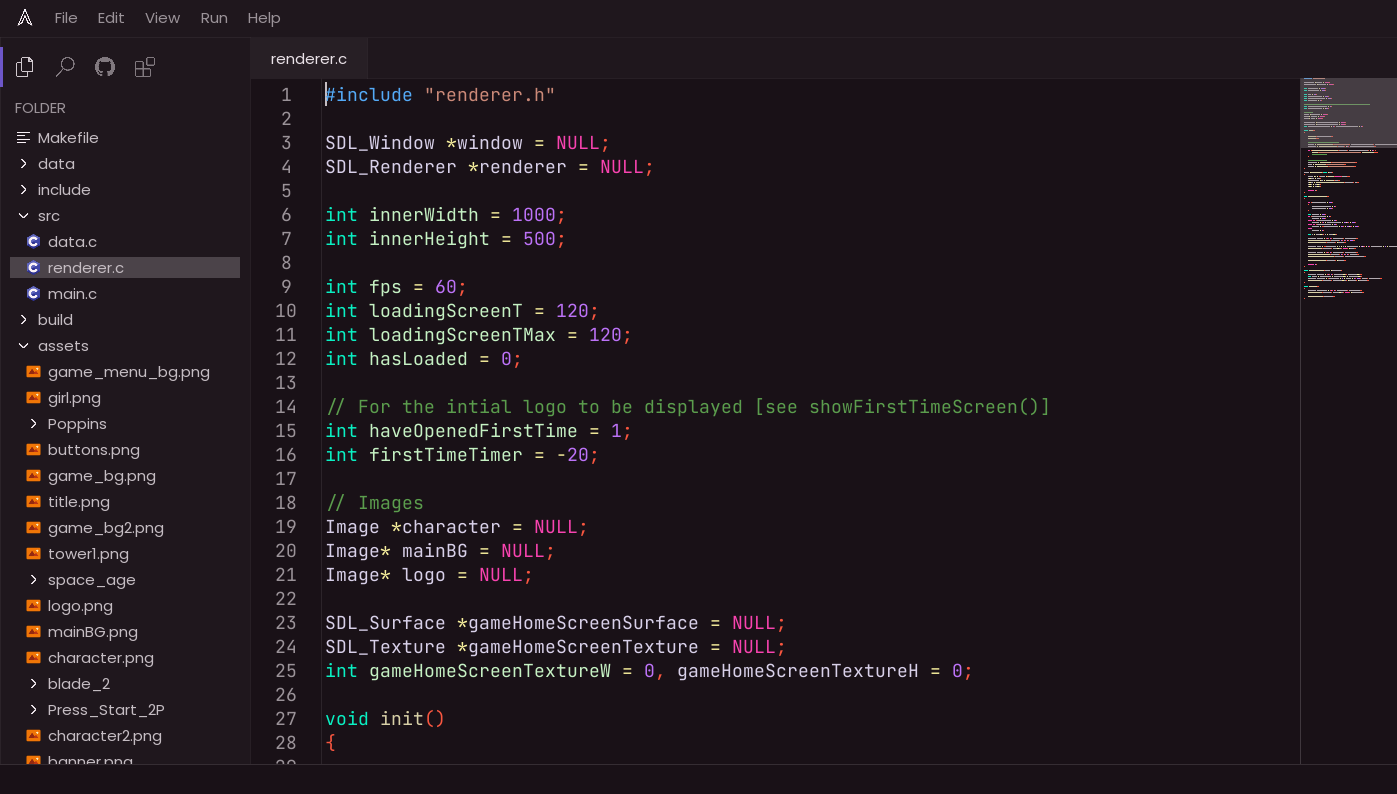 File Edit View Run Help
renderer.c
FOLDER
Makefile
data
include
src
data.c
renderer.c
main.c
build
assets
game_menu_bg.png
girl.png
Poppins
buttons.png
game_bg.png
title.png
game_bg2.png
tower1.png
space_age
logo.png
mainBG.png
character.png
blade_2
Press_Start_2P
character2.png
banner.png
1 #include "renderer.h"
2
3 SDL_Window *window = NULL;
4 SDL_Renderer *renderer = NULL;
5
6 int innerWidth = 1000;
7 int innerHeight = 500;
8
9 int fps = 60;
10 int loadingScreenT = 120;
11 int loadingScreenTMax = 120;
12 int hasLoaded = 0;
13
14 // For the intial logo to be displayed [see showFirstTimeScreen()]
15 int haveOpenedFirstTime = 1;
16 int firstTimeTimer = -20;
17
18 // Images
19 Image *character = NULL;
20 Image* mainBG = NULL;
21 Image* logo = NULL;
22
23 SDL_Surface *gameHomeScreenSurface = NULL;
24 SDL_Texture *gameHomeScreenTexture = NULL;
25 int gameHomeScreenTextureW = 0, gameHomeScreenTextureH = 0;
26
27 void init()
28 {